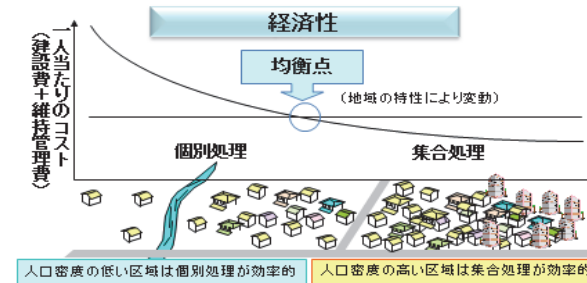 経済性
均衡点
(地域の特性により変動)
一人当たりのコスト
(建設費+維持管理費)
個別処理
集合処理
人口密度の低い区域は個別処理が効率的
人口密度の高い区域は集合処理が効率的